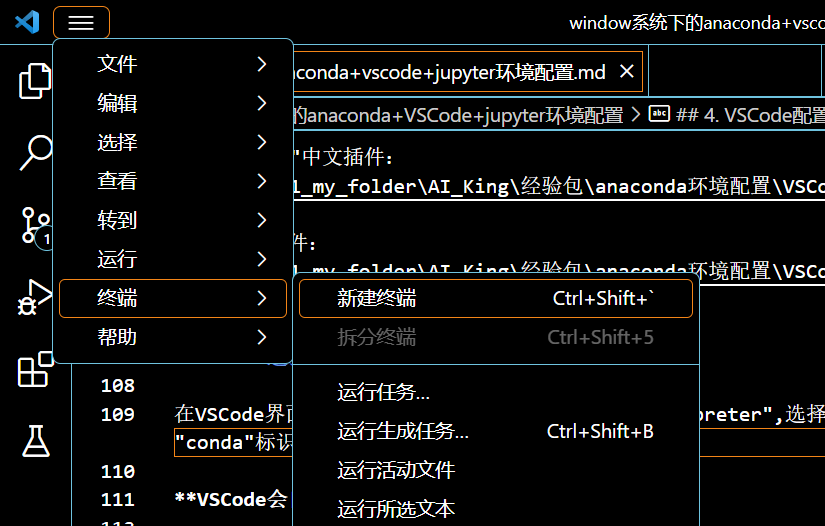 window系统下的anaconda+vsco
文件
naconda+vscode+jupyter环境配置.md
编辑
的anaconda+VSCode+jupyter环境配置 > abc ## 4. VSCode配置
选择
"中文插件：
查看
1_my_folder\AI_King\经验包\anaconda环境配置\VSCo
转到
1
件：
运行
1_my_folder\AI_King\经验包\anaconda环境配置\VSCo
终端
新建终端 Ctrl+Shift+`
帮助
拆分终端 Ctrl+Shift+5
运行任务...
运行生成任务... Ctrl+Shift+B
运行活动文件
运行所选文本
108
109 在VSCode界面 preter",选择
"conda"标识
110
111 **VSCode会